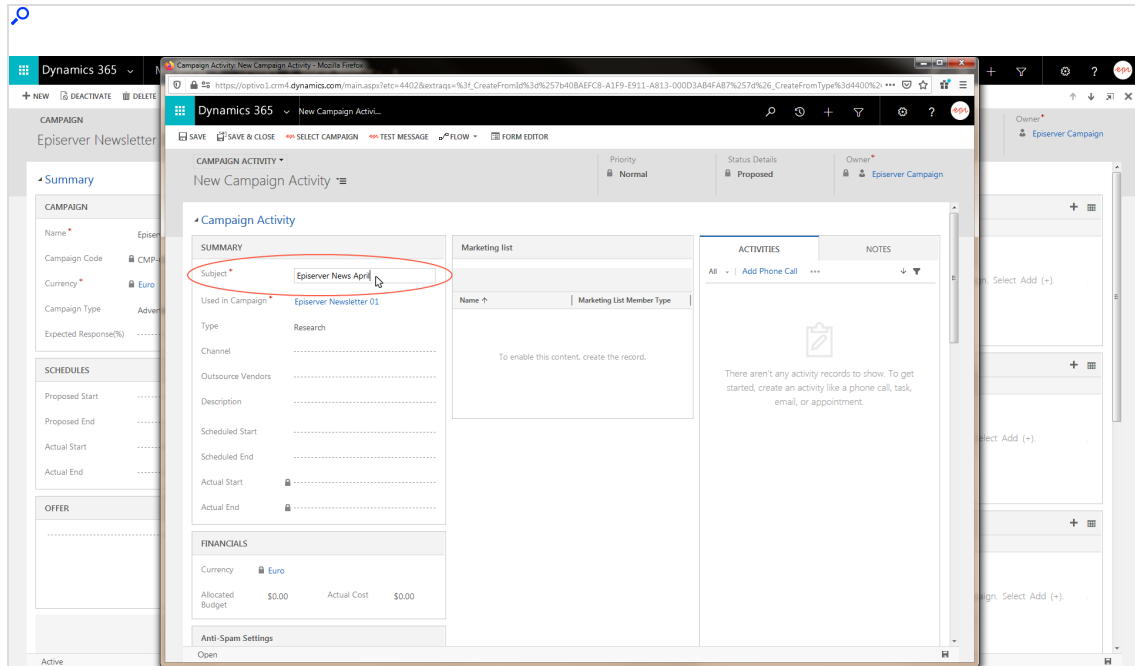 Dynamics 365
Campaign Activity: New Campaign Activity - Mozilla Firefox
https://optivo1.crm4.dynamics.com/main.aspx?etc=4402&extraqs=%3f_CreateFromId%3d%257b40BAEFC8-A1F9-E911-A813-000D3AB4FAB7%257d%26_CreateFromType%3d4400%2
Dynamics 365 New Campaign Activi...
epi
SAVE SAVE & CLOSE SELECT CAMPAIGN TEST MESSAGE FLOW FORM EDITOR
CAMPAIGN ACTIVITY
New Campaign Activity
Priority
Normal
Status Details
Proposed
Owner*
Episerver Campaign
Campaign Activity
SUMMARY
Subject*
Episerver News April
Used in Campaign*
Episerver Newsletter 01
Type
Research
Channel
Outsource Vendors
Description
Scheduled Start
Scheduled End
Actual Start
Actual End
FINANCIALS
Currency
Euro
Allocated Budget
$0.00
Actual Cost
$0.00
Anti-Spam Settings
Marketing list
Name ↑ Marketing List Member Type
To enable this content, create the record.
ACTIVITIES NOTES
All Add Phone Call ...
There aren't any activity records to show. To get
started, create an activity like a phone call, task,
email, or appointment.
Open
+ NEW DEACTIVATE DELETE
CAMPAIGN
Episerver Newsletter
Summary
CAMPAIGN
Name*
Episer
Campaign Code
CMP-
Currency*
Euro
Campaign Type
Adver
Expected Response(%)
SCHEDULES
Proposed Start
Proposed End
Actual Start
Actual End
OFFER
Active
?
epi
Owner*
Episerver Campaign
Select Add (+).
Select Add (+).
Select Add (+).